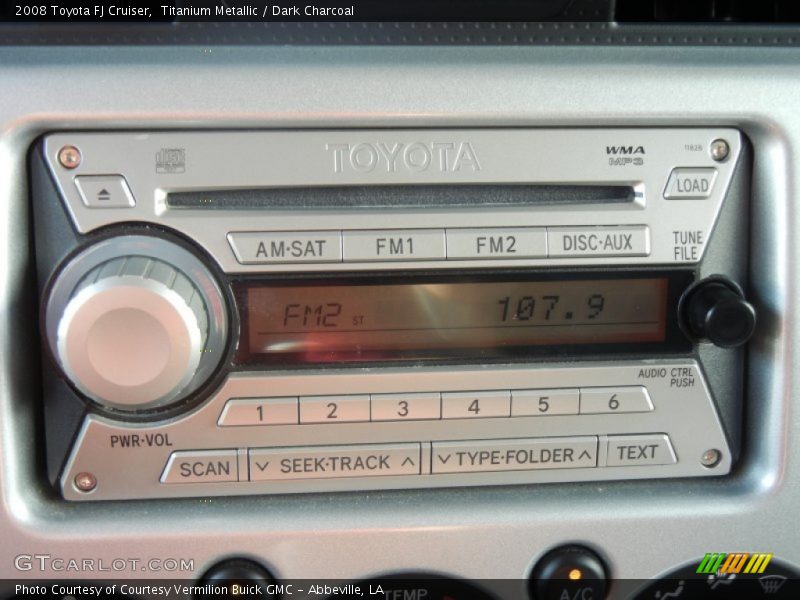 2008 Toyota FJ Cruiser,  Titanium Metallic / Dark Charcoal
TOYOTA
WMA
MP3
11826
LOAD
AM·SAT FM1 FM2 DISC·AUX
TUNE
FILE
FM2 ST 107.9
AUDIO CTRL
PUSH
1 2 3 4 5 6
PWR·VOL
SCAN SEEK·TRACK TYPE·FOLDER TEXT
GTCARLOT.COM
Photo Courtesy of Courtesy Vermilion Buick GMC - Abbeville, LA
TEMP
A/C